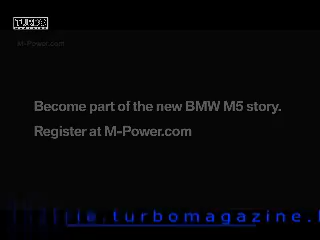 TURBO
M-Power.com
Become part of the new BMW M5 story.
Register at M-Power.com
@.turbomagazine.